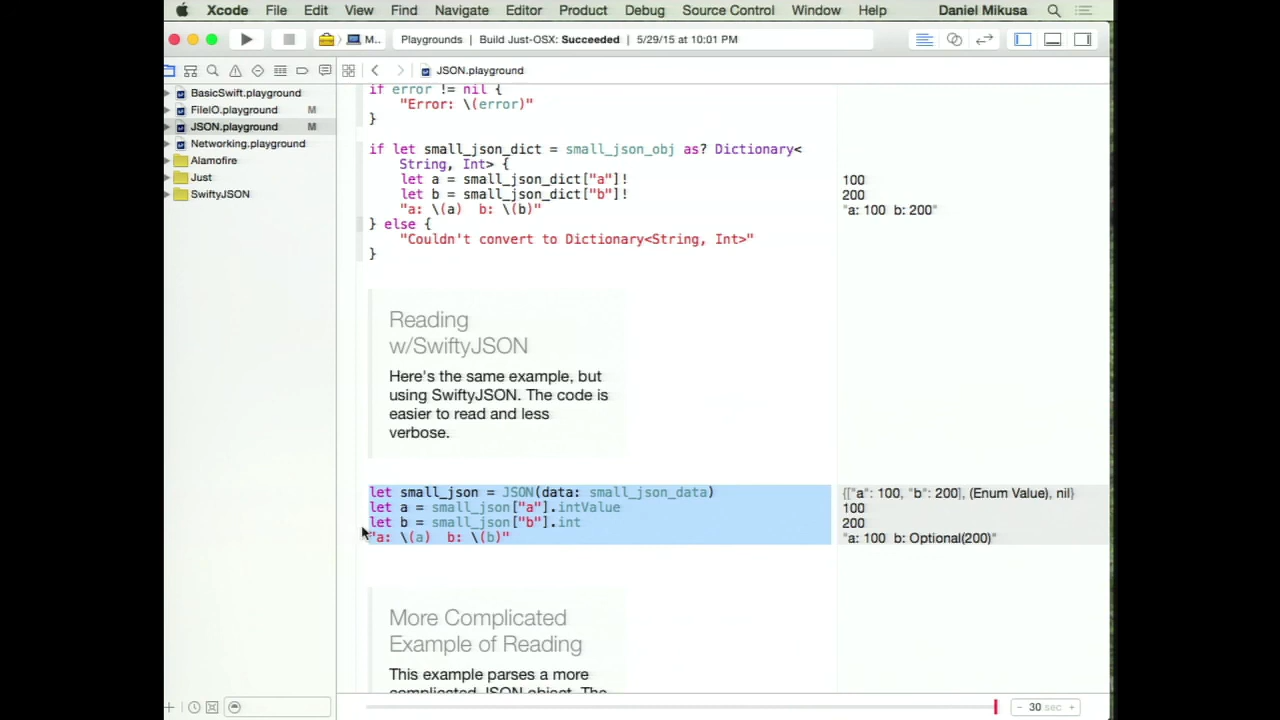 Xcode File Edit View Find Navigate Editor Product Debug Source Control Window Help Daniel Mikusa
M.. Playgrounds | Build Just-OSX: Succeeded | 5/29/15 at 10:01 PM
JSON.playground
BasicSwift.playground
FileIO.playground M
JSON.playground M
Networking.playground
Alamofire
Just
SwiftyJSON
if error != nil {
"Error: \(error)"
}
if let small_json_dict = small_json_obj as? Dictionary<
String, Int> {
let a = small_json_dict["a"]! 100
let b = small_json_dict["b"]! 200
"a: \(a)  b: \(b)" "a: 100  b: 200"
} else {
"Couldn't convert to Dictionary<String, Int>"
}
Reading
w/SwiftyJSON
Here's the same example, but
using SwiftyJSON. The code is
easier to read and less
verbose.
let small_json = JSON(data: small_json_data) {["a": 100, "b": 200], (Enum Value), nil}
let a = small_json["a"].intValue 100
let b = small_json["b"].int 200
"a: \(a)  b: \(b)" "a: 100  b: Optional(200)"
More Complicated
Example of Reading
This example parses a more
complicated JSON object. The
- 30 sec +